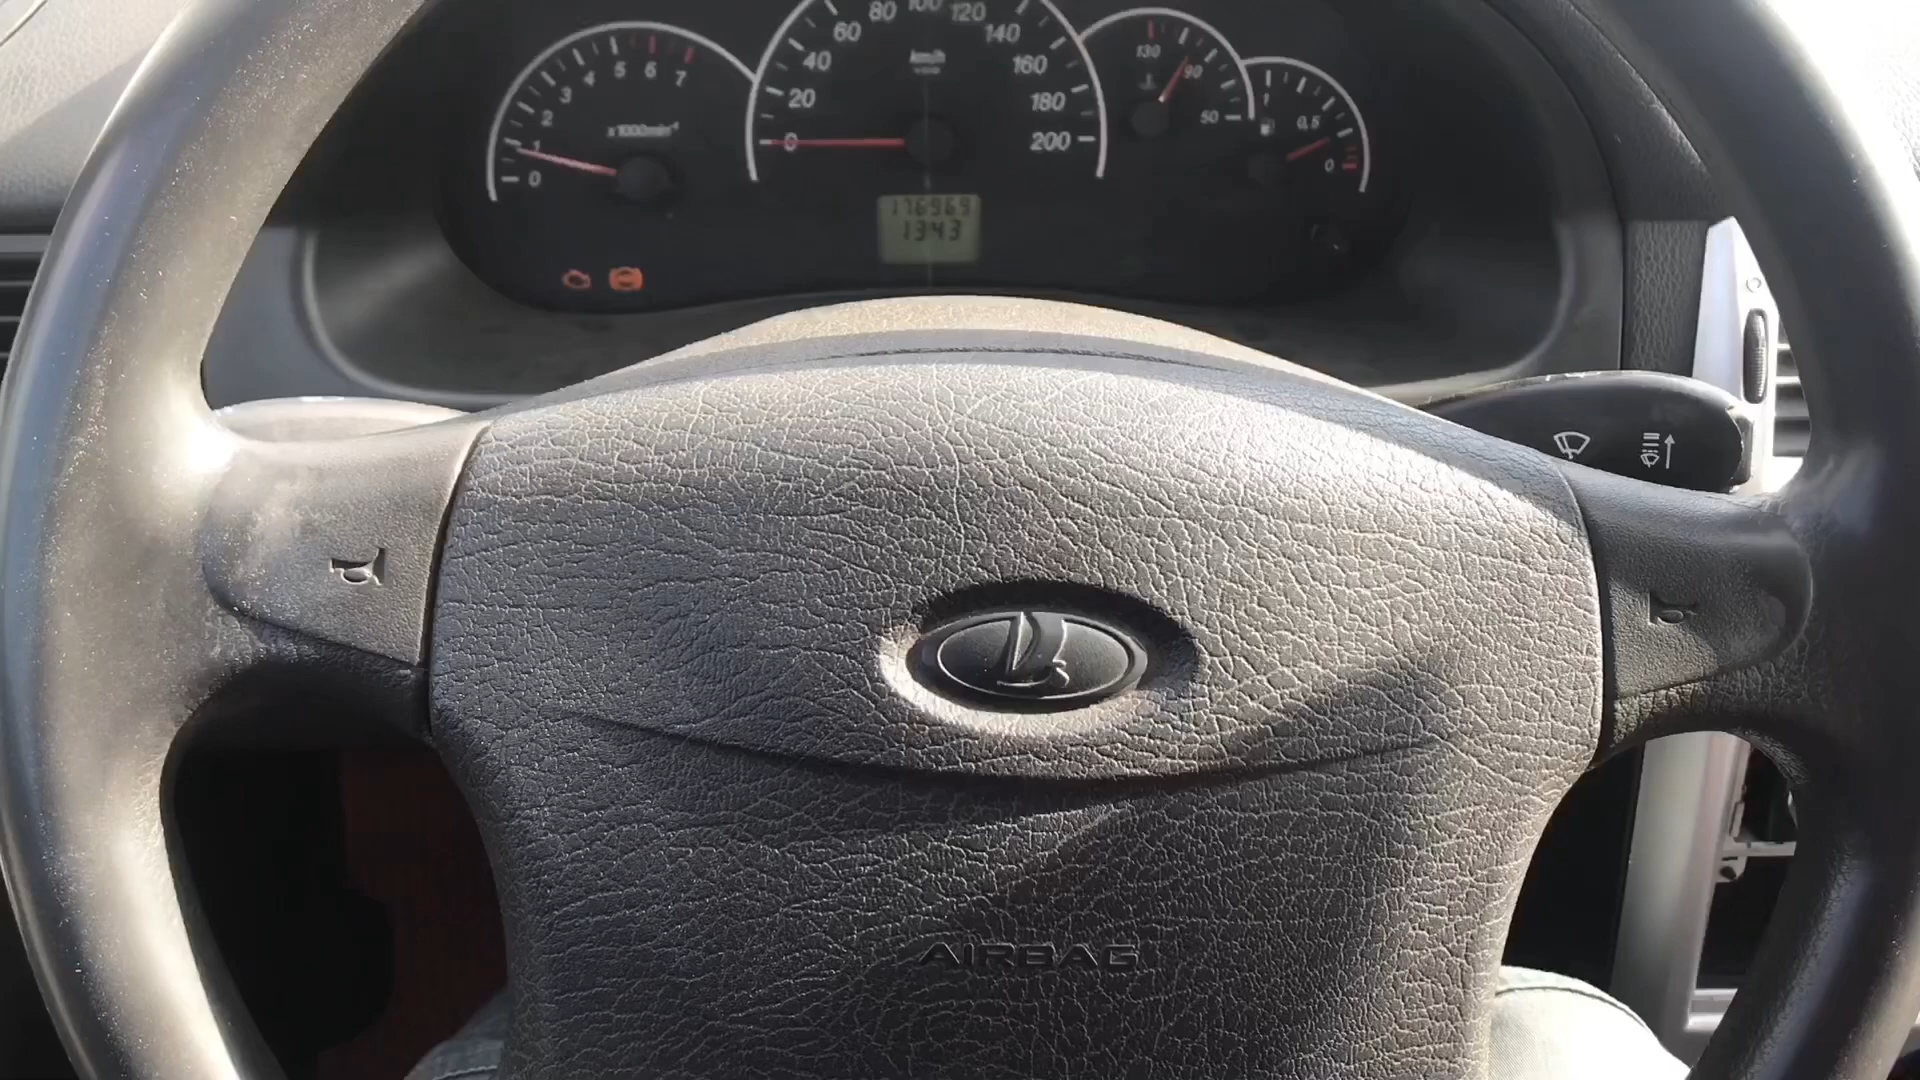 0 1 2 3 4 5 6 7
x1000min⁻¹
0 20 40 60 80 100 120 140 160 180 200
km/h
130 90 50
1 0,5 0
176969
1343
AIRBAG